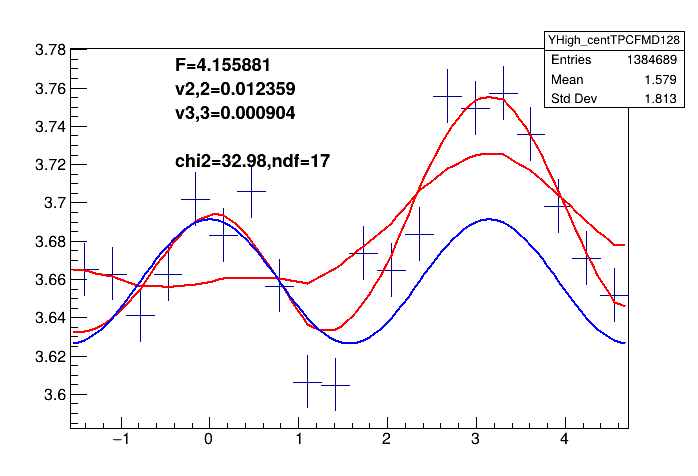 YHigh_centTPCFMD128
Entries 1384689
Mean 1.579
Std Dev 1.813
F=4.155881
v2,2=0.012359
v3,3=0.000904
chi2=32.98,ndf=17
3.78
3.76
3.74
3.72
3.7
3.68
3.66
3.64
3.62
3.6
−1 0 1 2 3 4